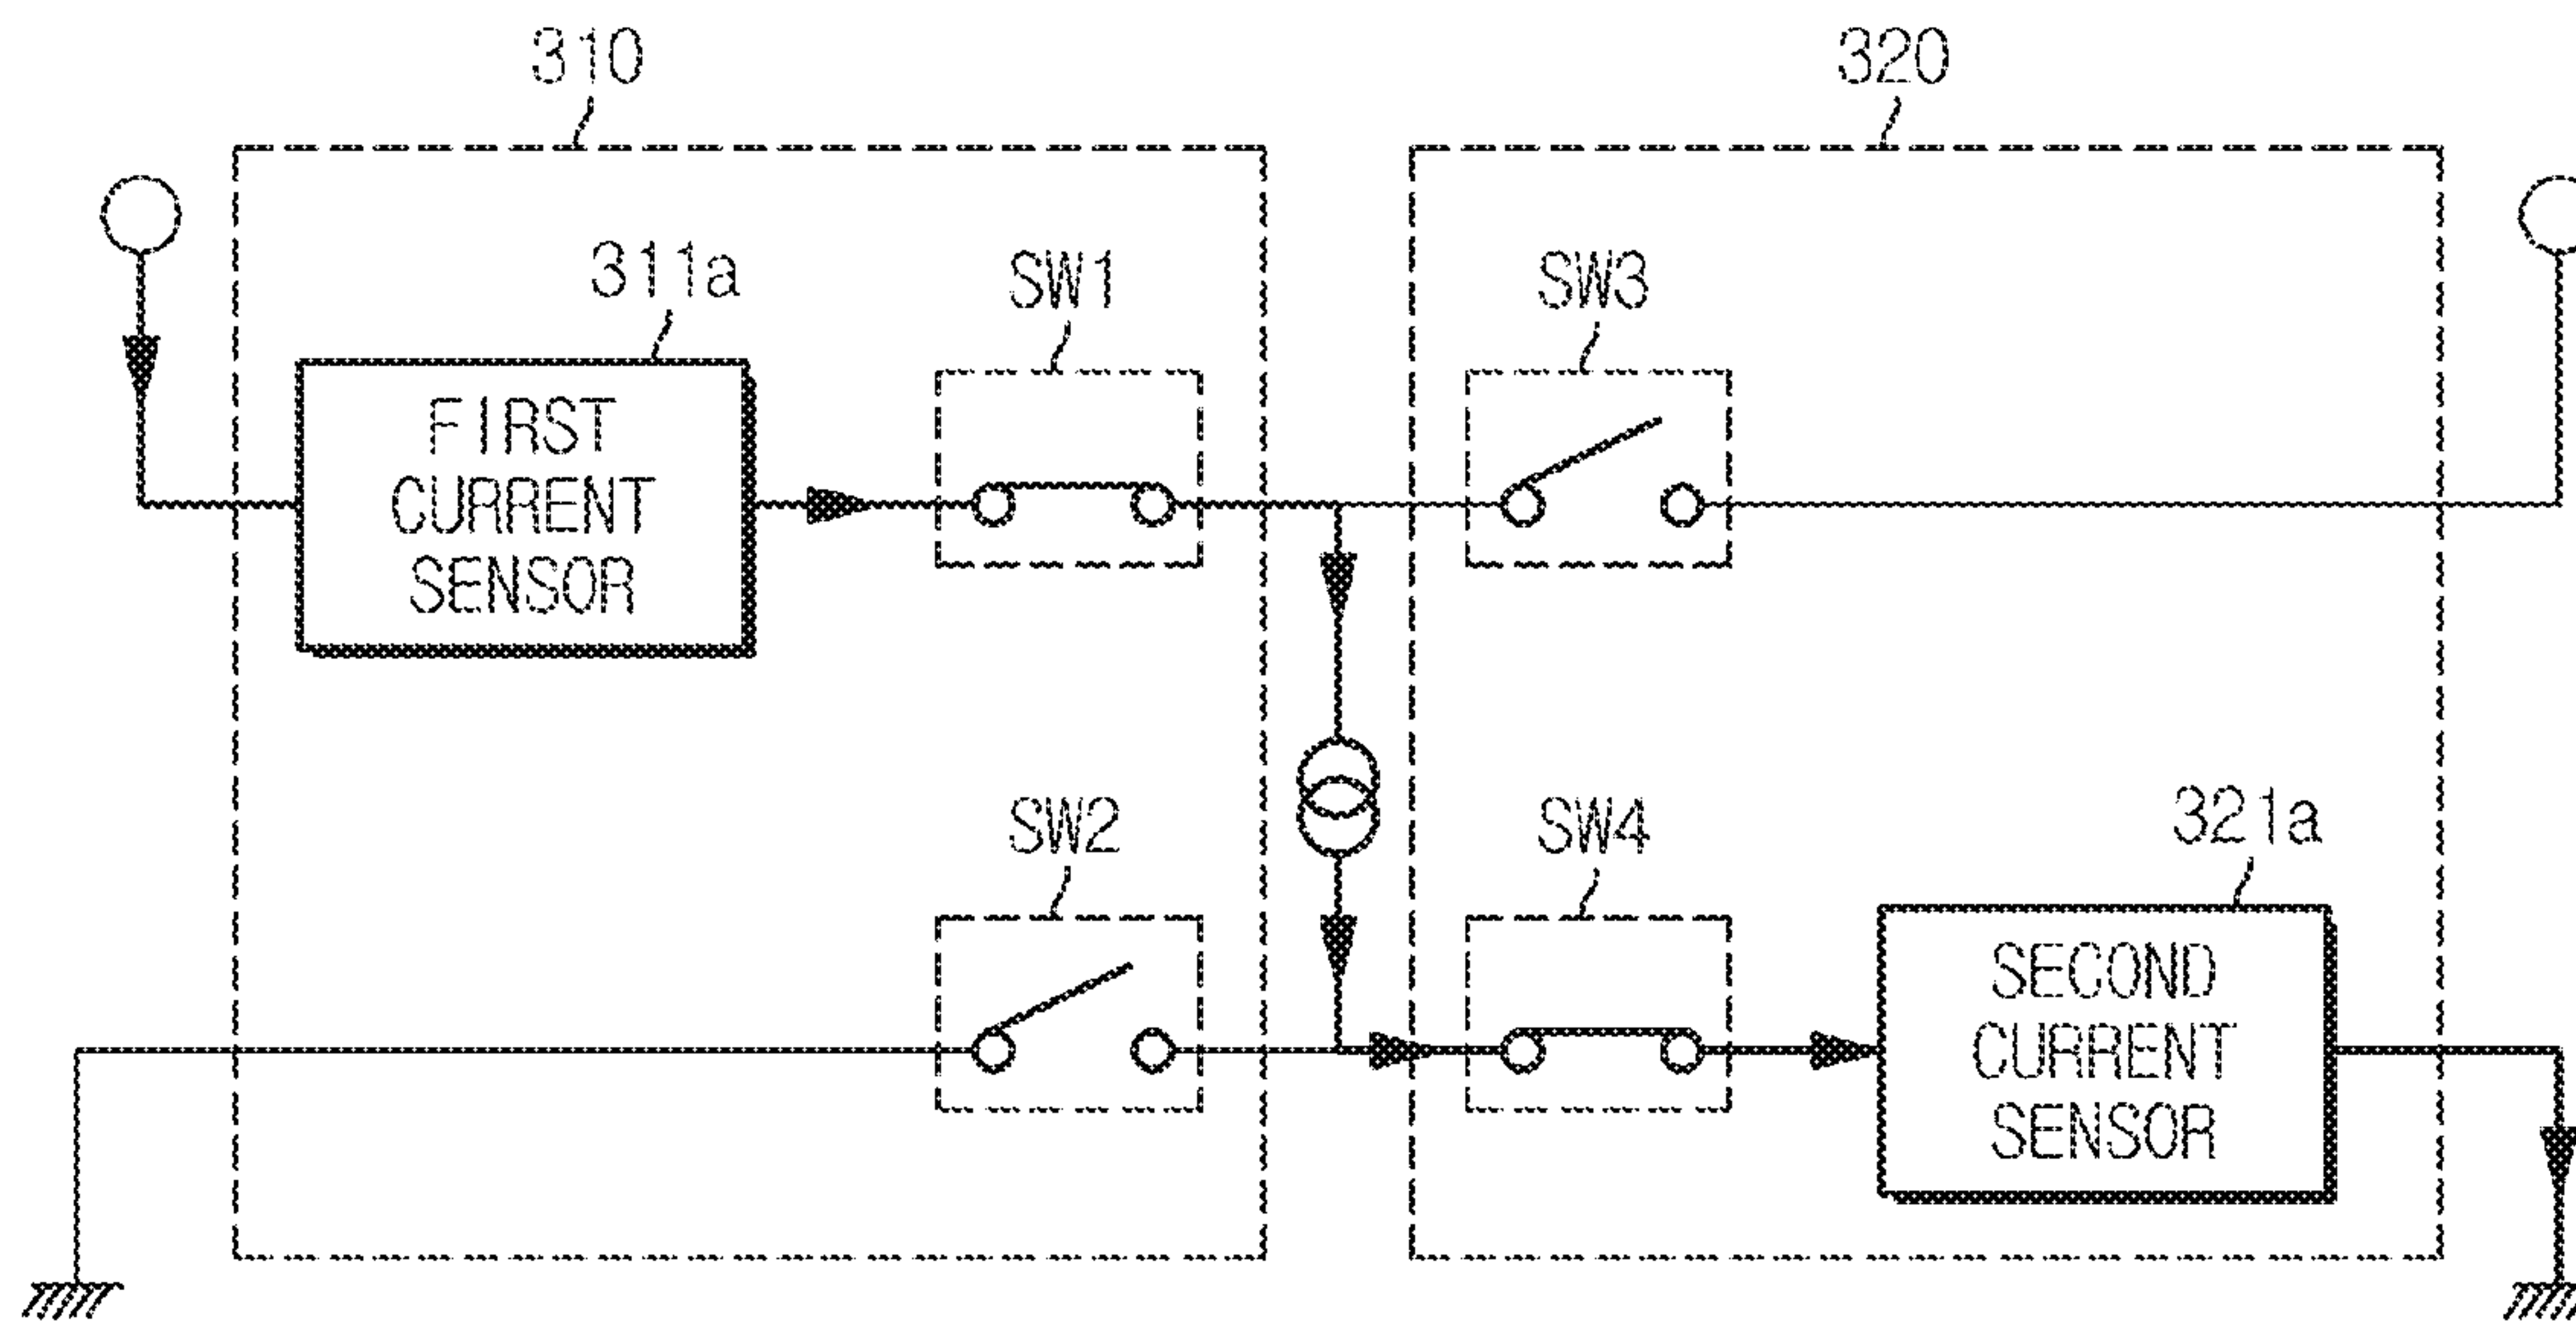 310
320
311a
SW1
SW3
FIRST
CURRENT
SENSOR
SW2
SW4
321a
SECOND
CURRENT
SENSOR